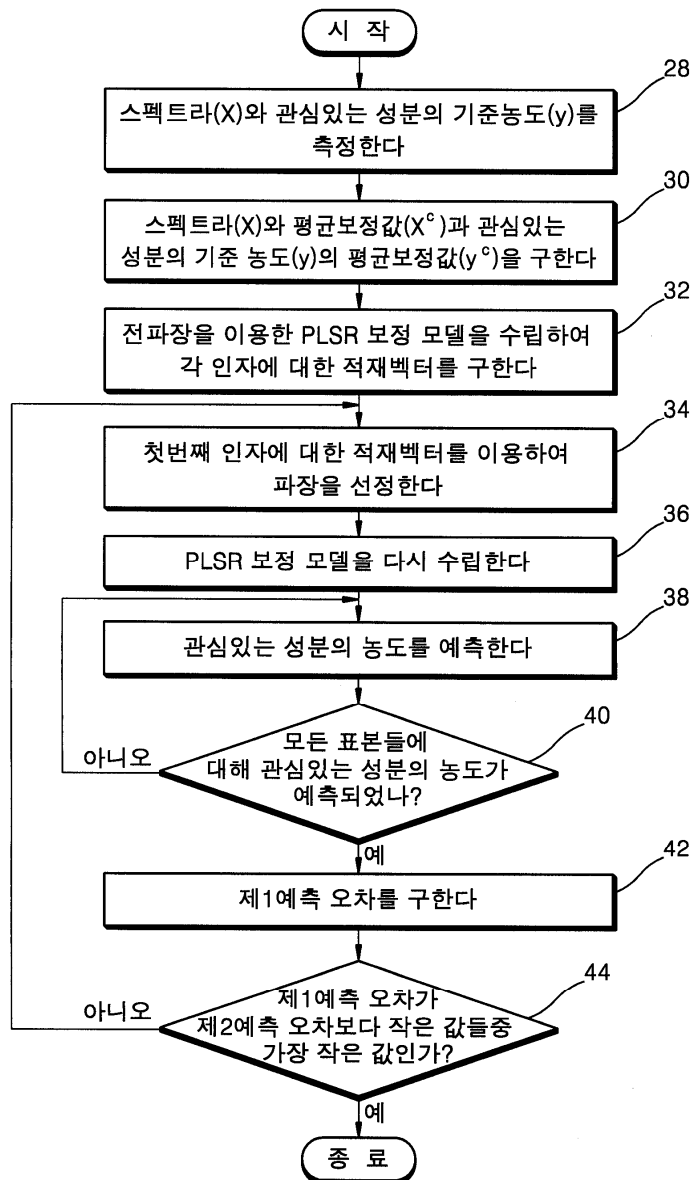 시 작
28
스펙트라(X)와 관심있는 성분의 기준농도(y)를
측정한다
30
스펙트라(X)와 평균보정값(Xᶜ)과 관심있는
성분의 기준 농도(y)의 평균보정값(yᶜ)을 구한다
32
전파장을 이용한 PLSR 보정 모델을 수립하여
각 인자에 대한 적재벡터를 구한다
34
첫번째 인자에 대한 적재벡터를 이용하여
파장을 선정한다
36
PLSR 보정 모델을 다시 수립한다
38
관심있는 성분의 농도를 예측한다
40
모든 표본들에
대해 관심있는 성분의 농도가
예측되었나?
아니오
예
42
제1예측 오차를 구한다
44
제1예측 오차가
제2예측 오차보다 작은 값들중
가장 작은 값인가?
아니오
예
종 료